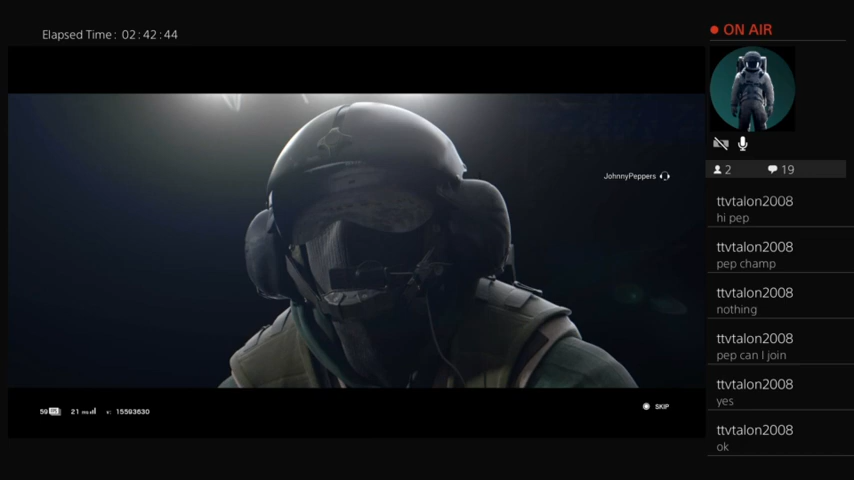 Elapsed Time: 02:42:44
ON AIR
2 19
JohnnyPeppers
ttvtalon2008
hi pep
ttvtalon2008
pep champ
ttvtalon2008
nothing
ttvtalon2008
pep can I join
ttvtalon2008
yes
ttvtalon2008
ok
59 21 ms v: 15593630
SKIP